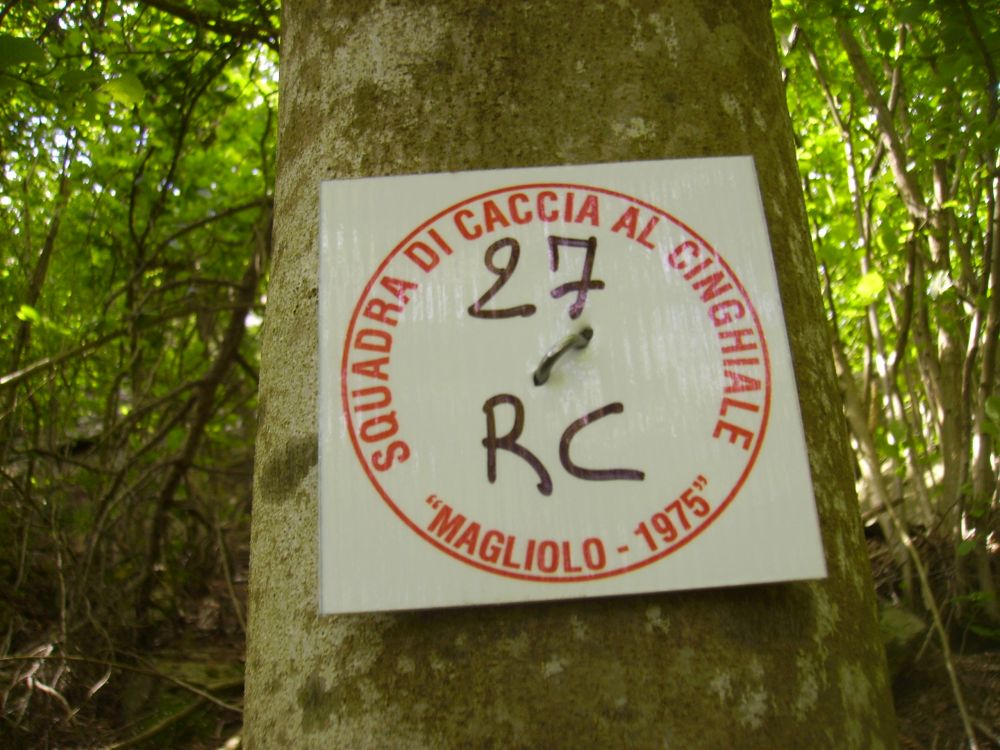 SQUADRA DI CACCIA AL CINGHIALE
27
RC
"MAGLIOLO - 1975"